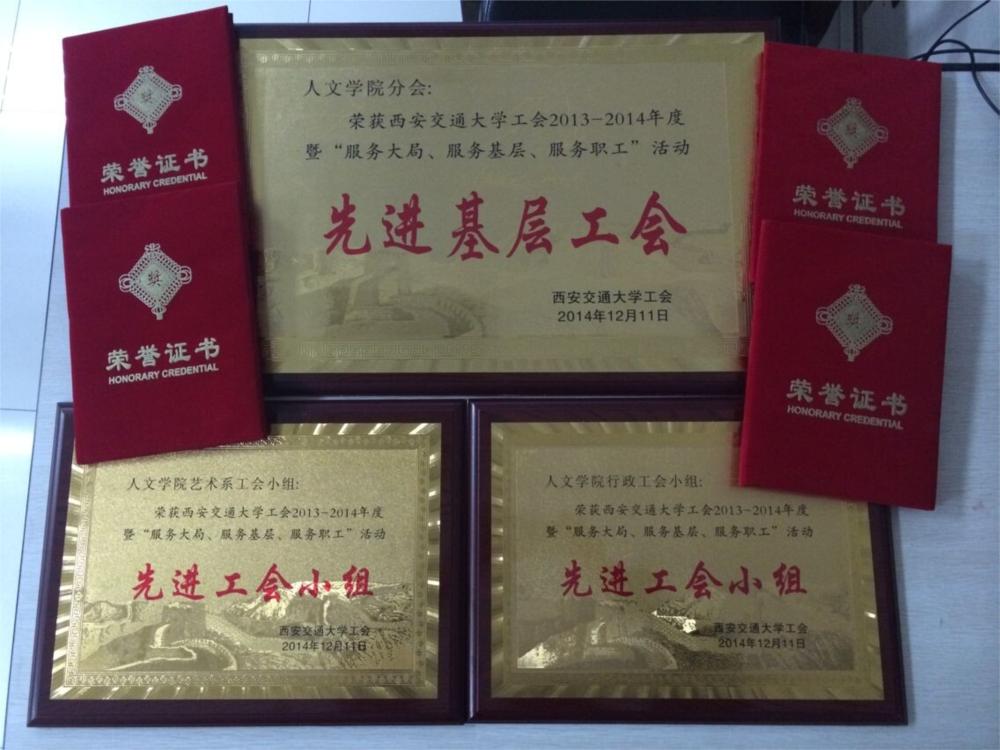 奖
荣誉证书
HONORARY CREDENTIAL
奖
荣誉证书
HONORARY CREDENTIAL
人文学院分会:
荣获西安交通大学工会2013-2014年度
暨“服务大局、服务基层、服务职工”活动
先进基层工会
西安交通大学工会
2014年12月11日
奖
荣誉证书
HONORARY CREDENTIAL
奖
荣誉证书
HONORARY CREDENTIAL
人文学院艺术系工会小组:
荣获西安交通大学工会2013-2014年度
暨“服务大局、服务基层、服务职工”活动
先进工会小组
西安交通大学工会
2014年12月11日
人文学院行政工会小组:
荣获西安交通大学工会2013-2014年度
暨“服务大局、服务基层、服务职工”活动
先进工会小组
西安交通大学工会
2014年12月11日